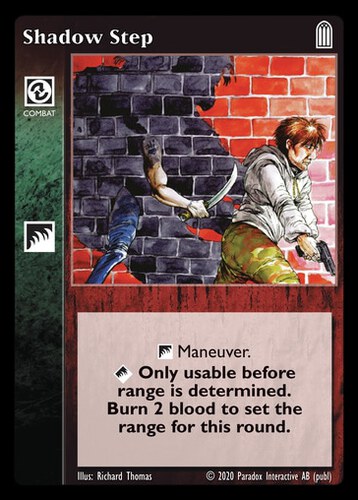 Shadow Step
COMBAT
Maneuver.
Only usable before
range is determined.
Burn 2 blood to set the
range for this round.
Illus: Richard Thomas © 2020 Paradox Interactive AB (publ)